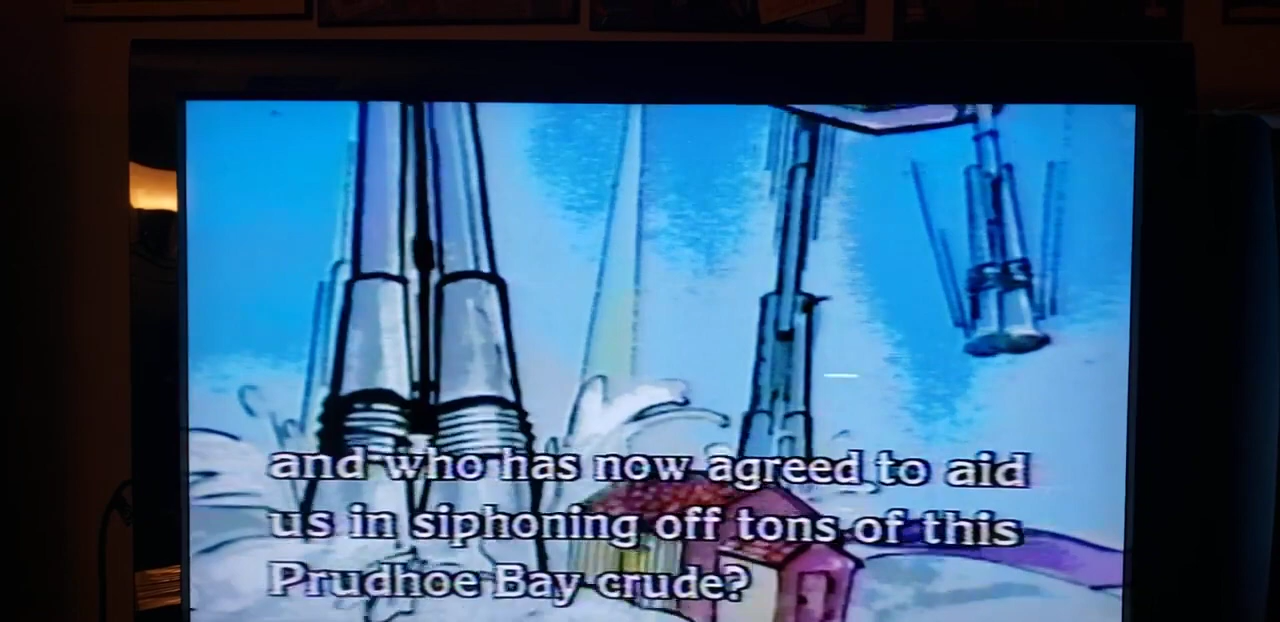 and who has now agreed to aid
us in siphoning off tons of this
Prudhoe Bay crude?